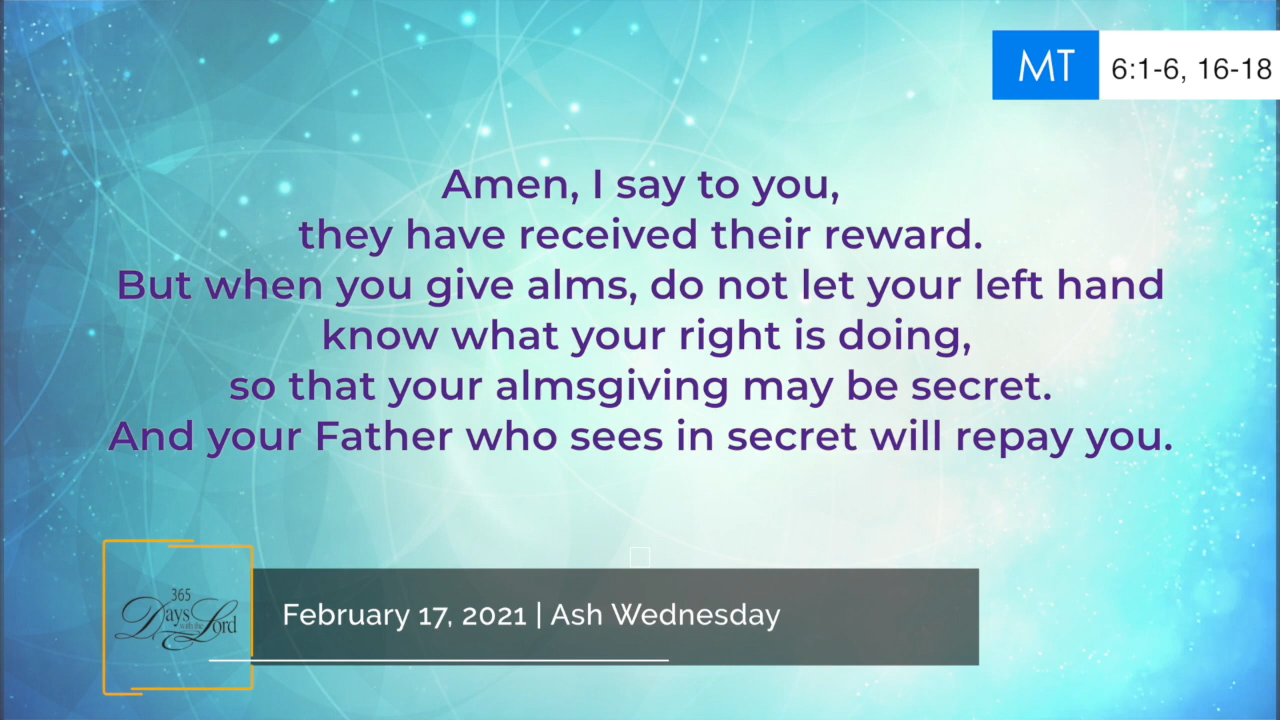 MT 6:1-6, 16-18
Amen, I say to you,
they have received their reward.
But when you give alms, do not let your left hand
know what your right is doing,
so that your almsgiving may be secret.
And your Father who sees in secret will repay you.
365
Days with the Lord
February 17, 2021 | Ash Wednesday